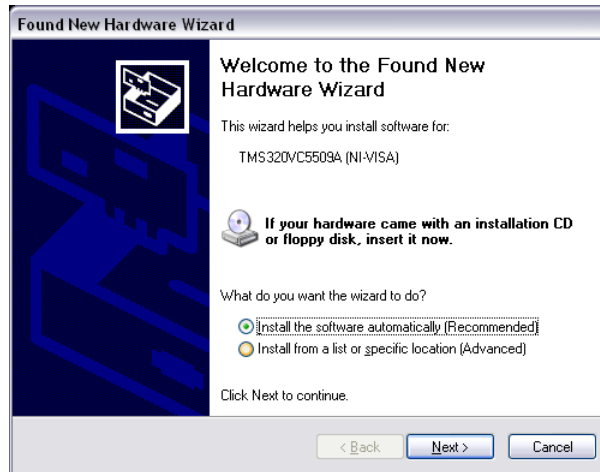 Found New Hardware Wizard
Welcome to the Found New
Hardware Wizard
This wizard helps you install software for:
TMS320VC5509A (NI-VISA)
If your hardware came with an installation CD
or floppy disk, insert it now.
What do you want the wizard to do?
Install the software automatically (Recommended)
Install from a list or specific location (Advanced)
Click Next to continue.
< Back
Next >
Cancel